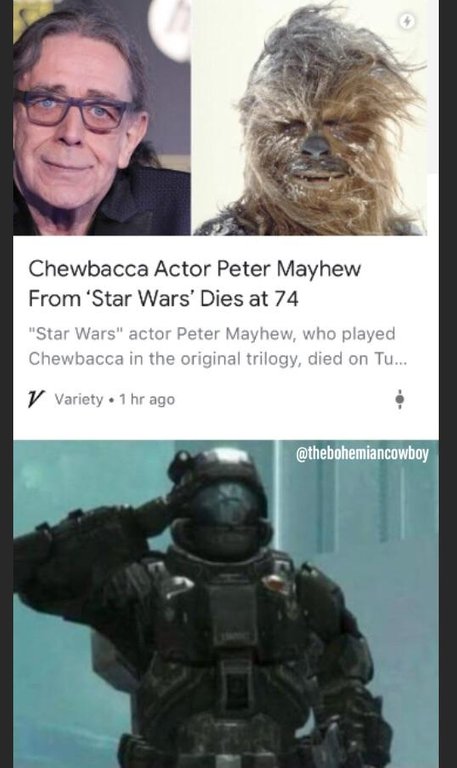 Chewbacca Actor Peter Mayhew
From ‘Star Wars’ Dies at 74
"Star Wars" actor Peter Mayhew, who played
Chewbacca in the original trilogy, died on Tu...
V Variety • 1 hr ago
@thebohemiancowboy